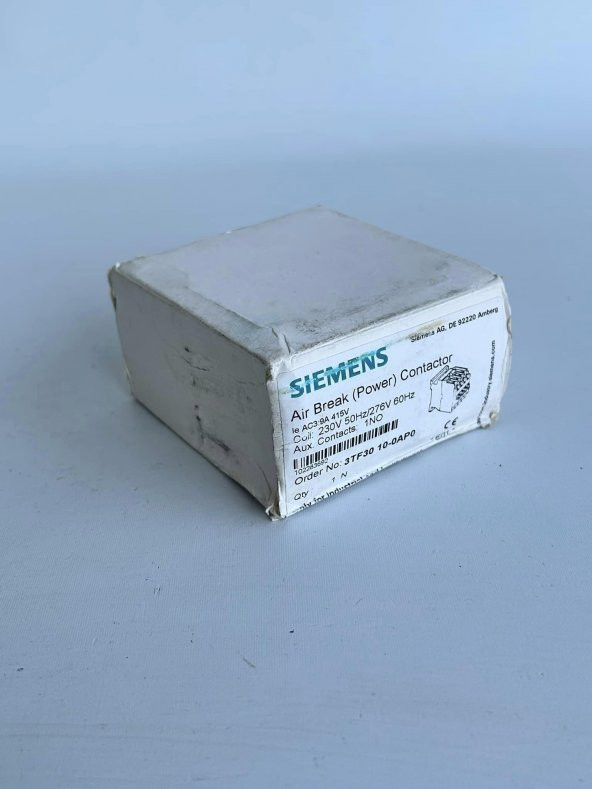 Siemens AG, DE 92220 Amberg
SIEMENS
Air Break (Power) Contactor
Ie AC3:9A 415V
Coil: 230V 50Hz/276V 60Hz
Aux. Contacts: 1NO
Order No: 3TF30 10-0AP0
Qty : 1 N
CE